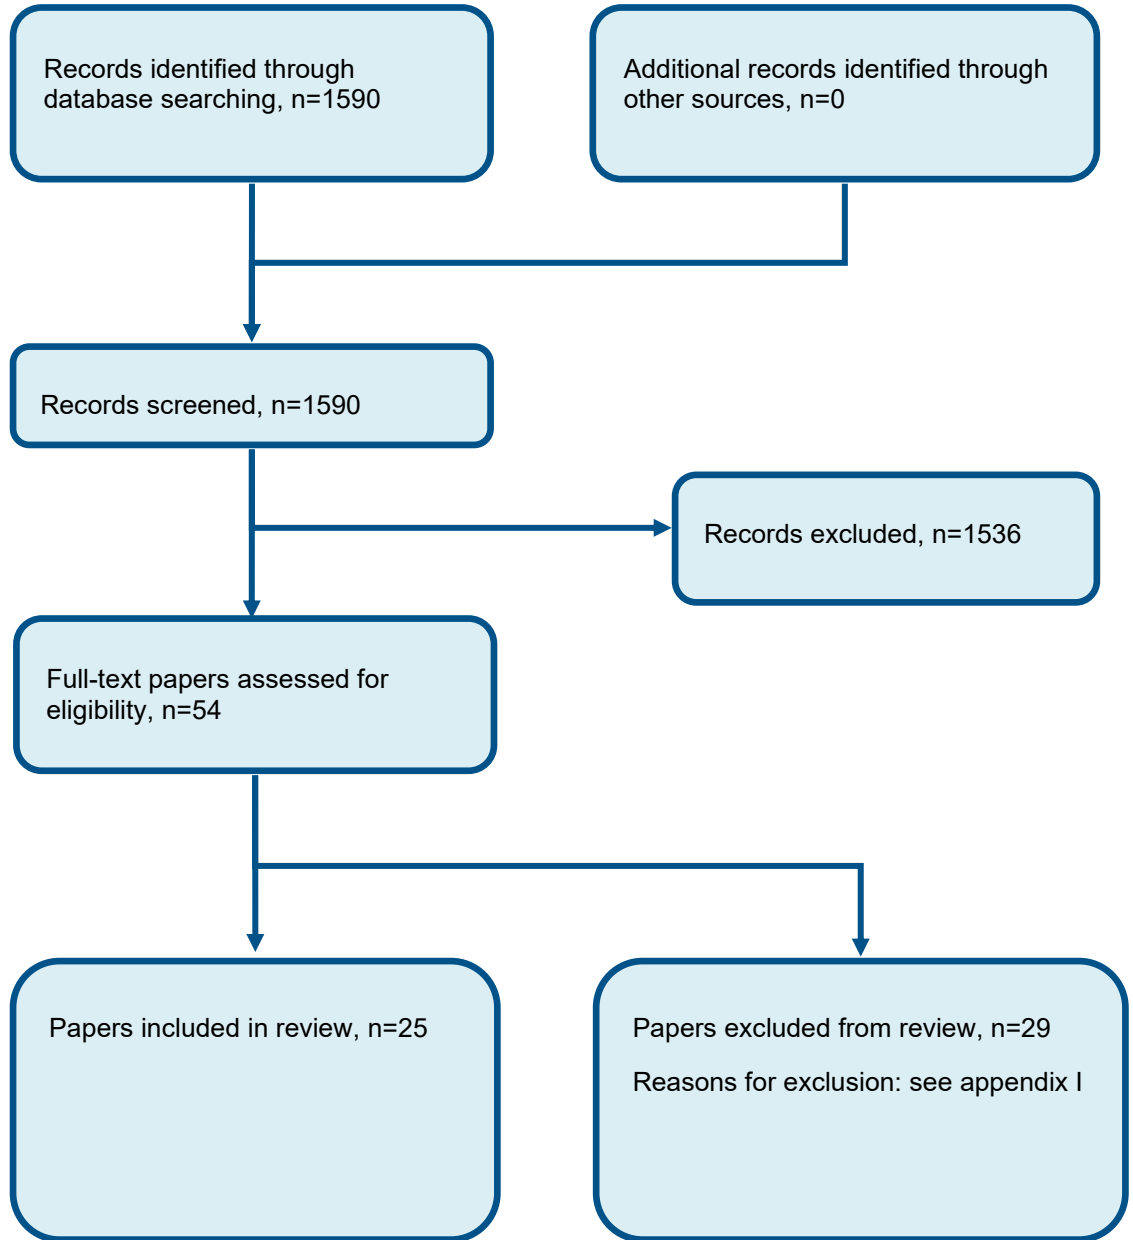 Records identified through
database searching, n=1590
Additional records identified through
other sources, n=0
Records screened, n=1590
Records excluded, n=1536
Full-text papers assessed for
eligibility, n=54
Papers included in review, n=25
Papers excluded from review, n=29
Reasons for exclusion: see appendix I